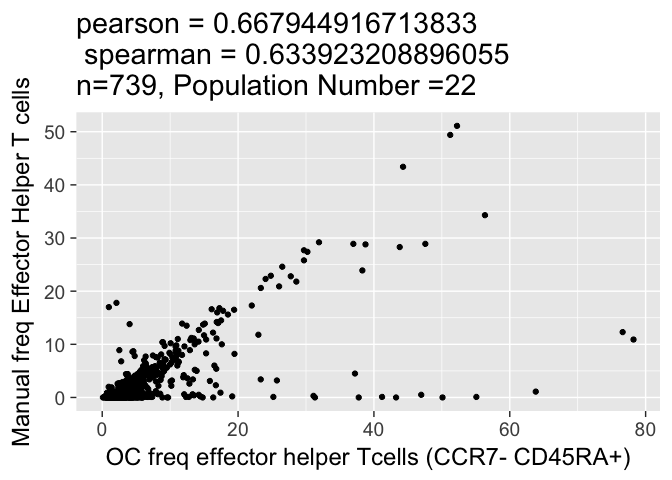 pearson = 0.667944916713833
spearman = 0.633923208896055
n=739, Population Number =22
Manual freq Effector Helper T cells
50
40
30
20
10
0
0 20 40 60 80
OC freq effector helper Tcells (CCR7- CD45RA+)